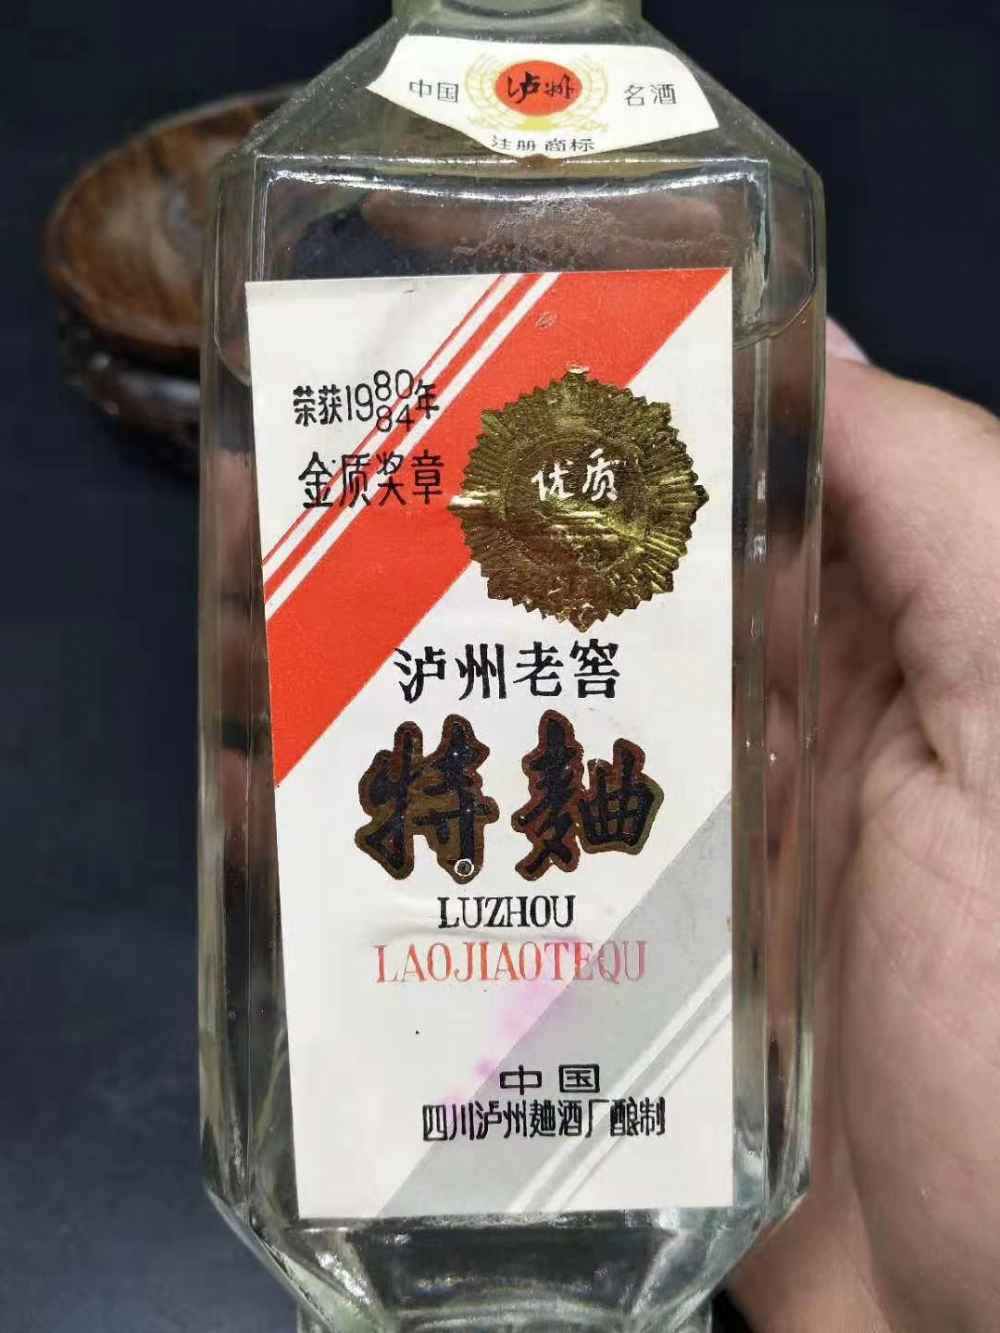 中国 泸州 名酒
注册商标
荣获1980 84年
金质奖章
优质
泸州老窖
特麯
LUZHOU
LAOJIAOTEQU
中国
四川泸州麯酒厂酿制